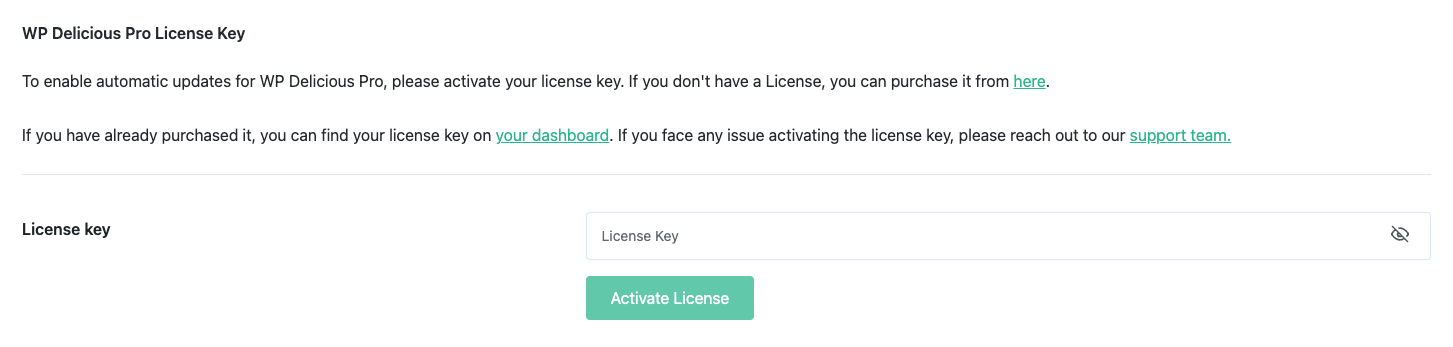 WP Delicious Pro License Key
To enable automatic updates for WP Delicious Pro, please activate your license key. If you don't have a License, you can purchase it from here.
If you have already purchased it, you can find your license key on your dashboard. If you face any issue activating the license key, please reach out to our support team.
License key
License Key
Activate License